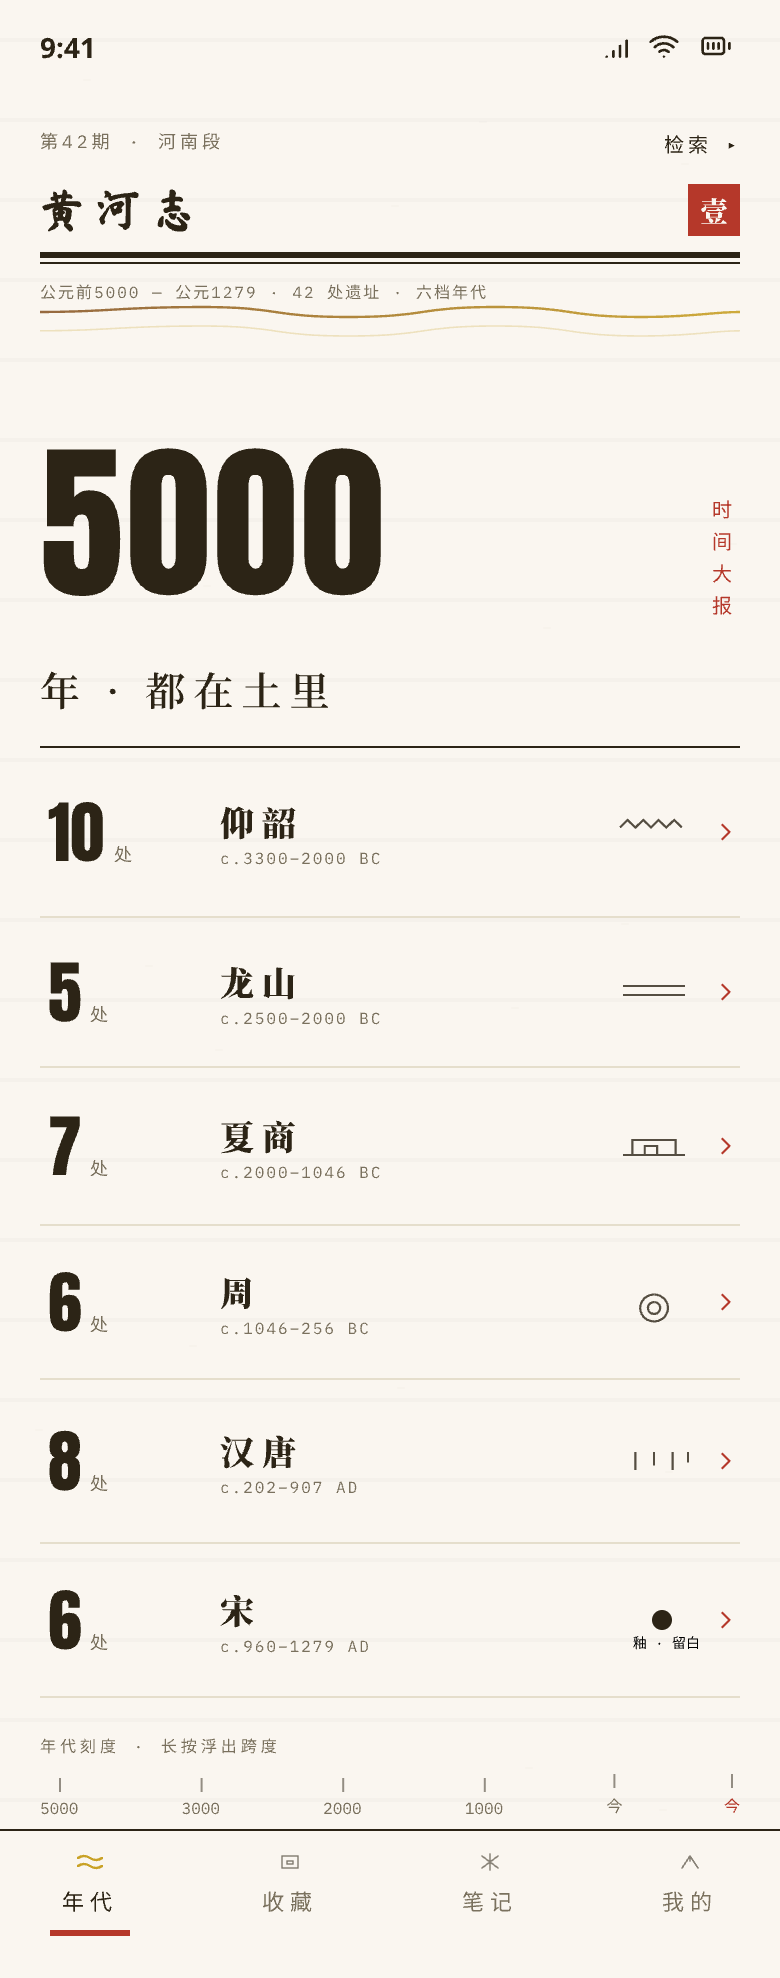 9:41
第42期 · 河南段
检索 ▸
黄河志
壹
公元前5000 — 公元1279 · 42 处遗址 · 六档年代
5000
时间大报
年 · 都在土里
10 处
仰韶
c.3300–2000 BC
5 处
龙山
c.2500–2000 BC
7 处
夏商
c.2000–1046 BC
6 处
周
c.1046–256 BC
8 处
汉唐
c.202–907 AD
6 处
宋
c.960–1279 AD
釉 · 留白
年代刻度 · 长按浮出跨度
5000 3000 2000 1000 今 今
年代 收藏 笔记 我的